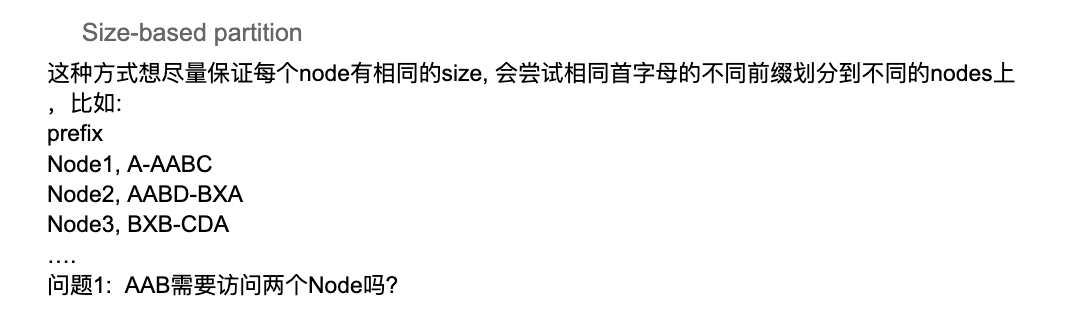 Size-based partition
这种方式想尽量保证每个node有相同的size, 会尝试相同首字母的不同前缀划分到不同的nodes上
，比如:
prefix
Node1, A-AABC
Node2, AABD-BXA
Node3, BXB-CDA
….
问题1:  AAB需要访问两个Node吗?